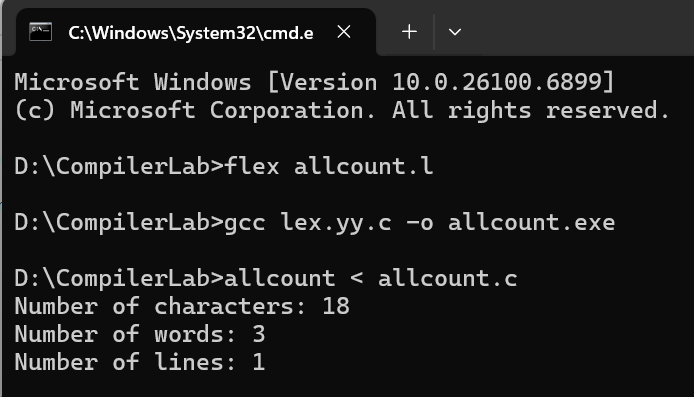 C:\Windows\System32\cmd.e
Microsoft Windows [Version 10.0.26100.6899]
(c) Microsoft Corporation. All rights reserved.
D:\CompilerLab>flex allcount.l
D:\CompilerLab>gcc lex.yy.c -o allcount.exe
D:\CompilerLab>allcount < allcount.c
Number of characters: 18
Number of words: 3
Number of lines: 1